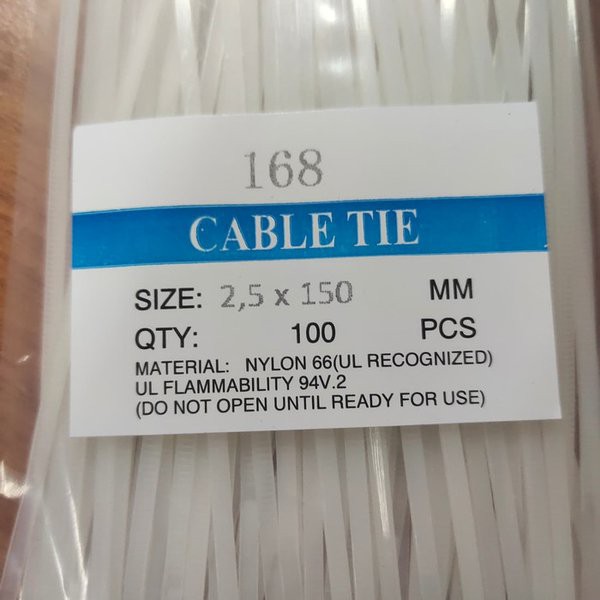 168
CABLE TIE
SIZE: 2,5 x 150 MM
QTY: 100 PCS
MATERIAL: NYLON 66(UL RECOGNIZED)
UL FLAMMABILITY 94V.2
(DO NOT OPEN UNTIL READY FOR USE)